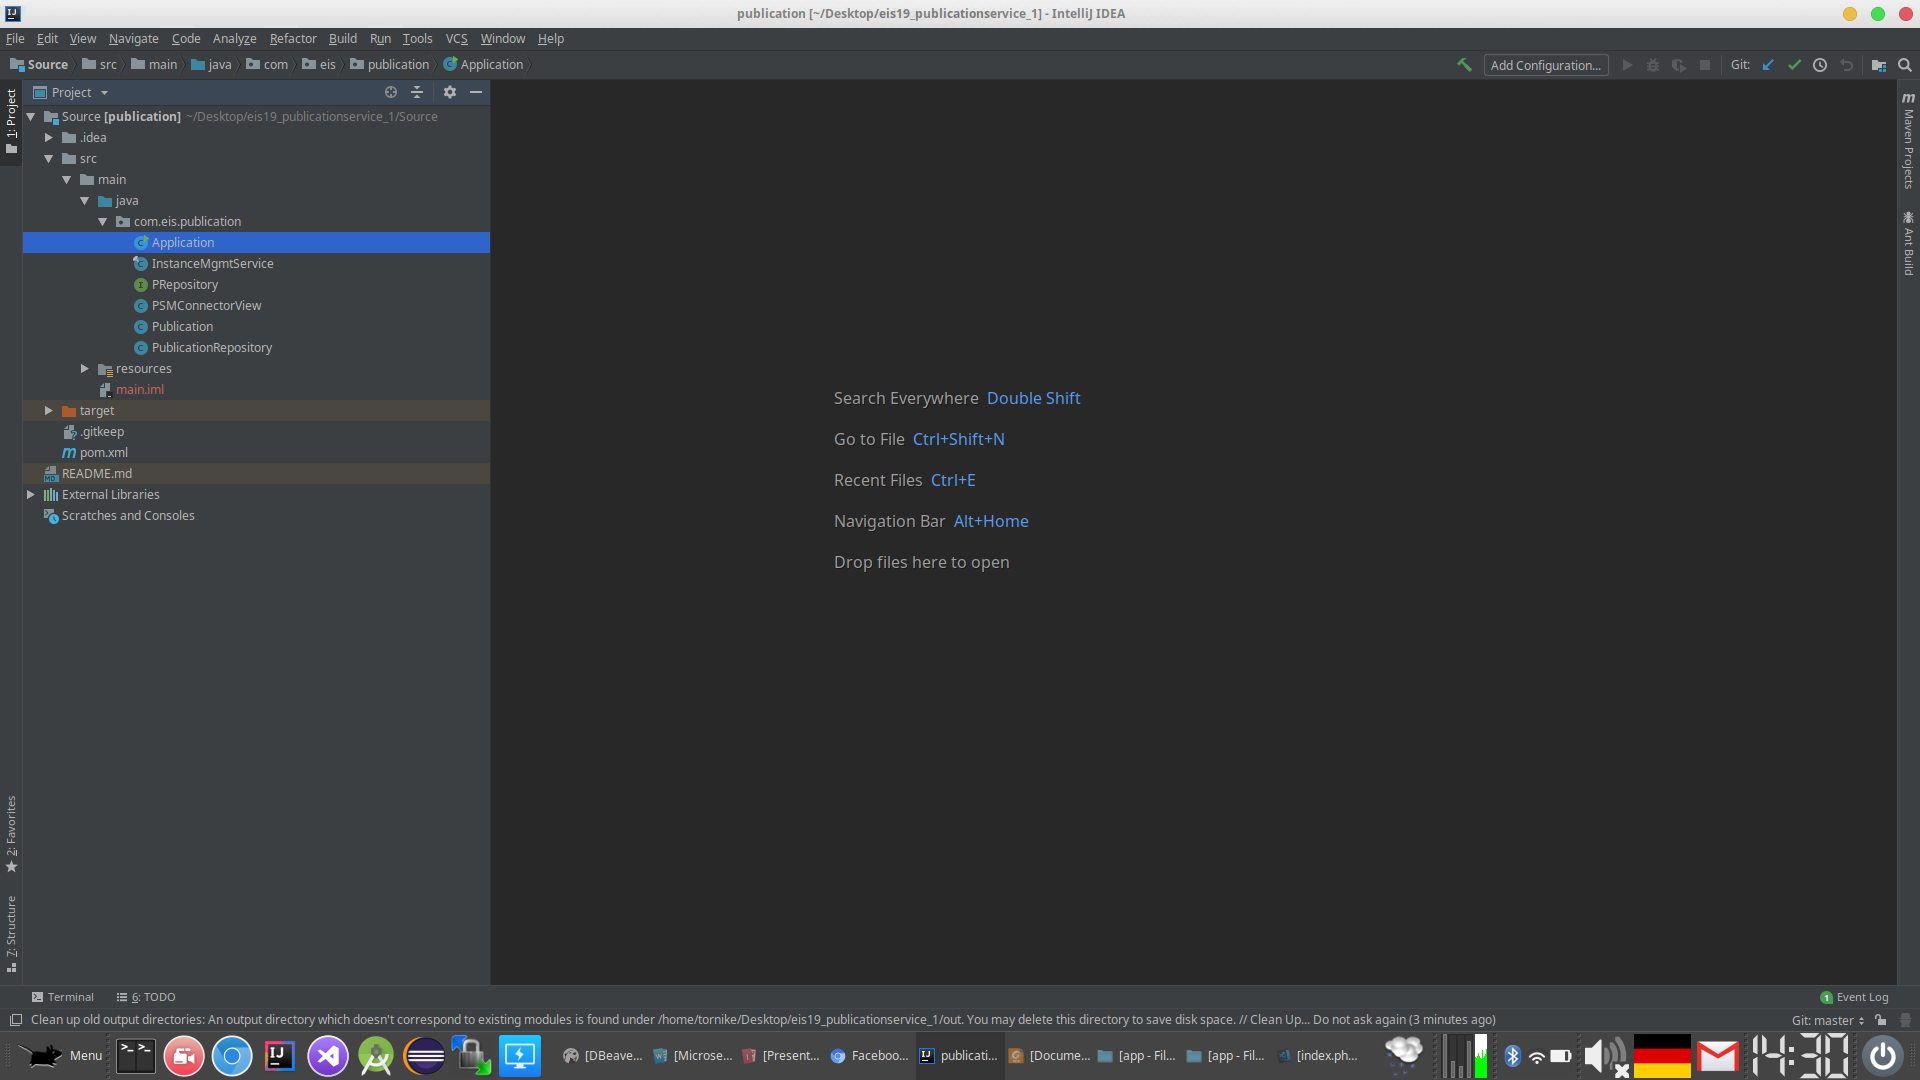 publication [~/Desktop/eis19_publicationservice_1] - IntelliJ IDEA
File Edit View Navigate Code Analyze Refactor Build Run Tools VCS Window Help
Source src main java com eis publication Application Add Configuration... Git:
1: Project
Project
Source [publication] ~/Desktop/eis19_publicationservice_1/Source
.idea
src
main
java
com.eis.publication
Application
InstanceMgmtService
PRepository
PSMConnectorView
Publication
PublicationRepository
resources
main.iml
target
.gitkeep
pom.xml
README.md
External Libraries
Scratches and Consoles
Search Everywhere Double Shift
Go to File Ctrl+Shift+N
Recent Files Ctrl+E
Navigation Bar Alt+Home
Drop files here to open
Maven Projects
Ant Build
2: Favorites
7: Structure
Terminal 6: TODO 1 Event Log
Clean up old output directories: An output directory which doesn't correspond to existing modules is found under /home/tornike/Desktop/eis19_publicationservice_1/out. You may delete this directory to save disk space. // Clean Up... Do not ask again (3 minutes ago) Git: master
Menu [DBeave... [Microse... [Present... Faceboo... publicati... [Docume... [app - Fil... [app - Fil... [index.ph... 14:30